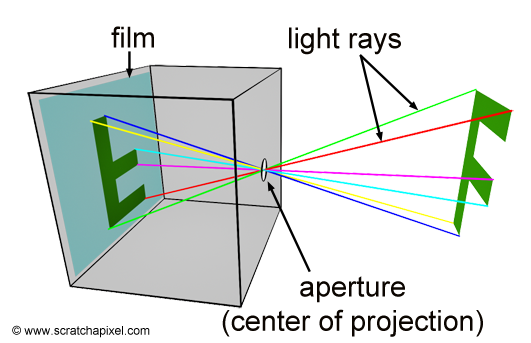 film
light rays
aperture
(center of projection)
© www.scratchapixel.com